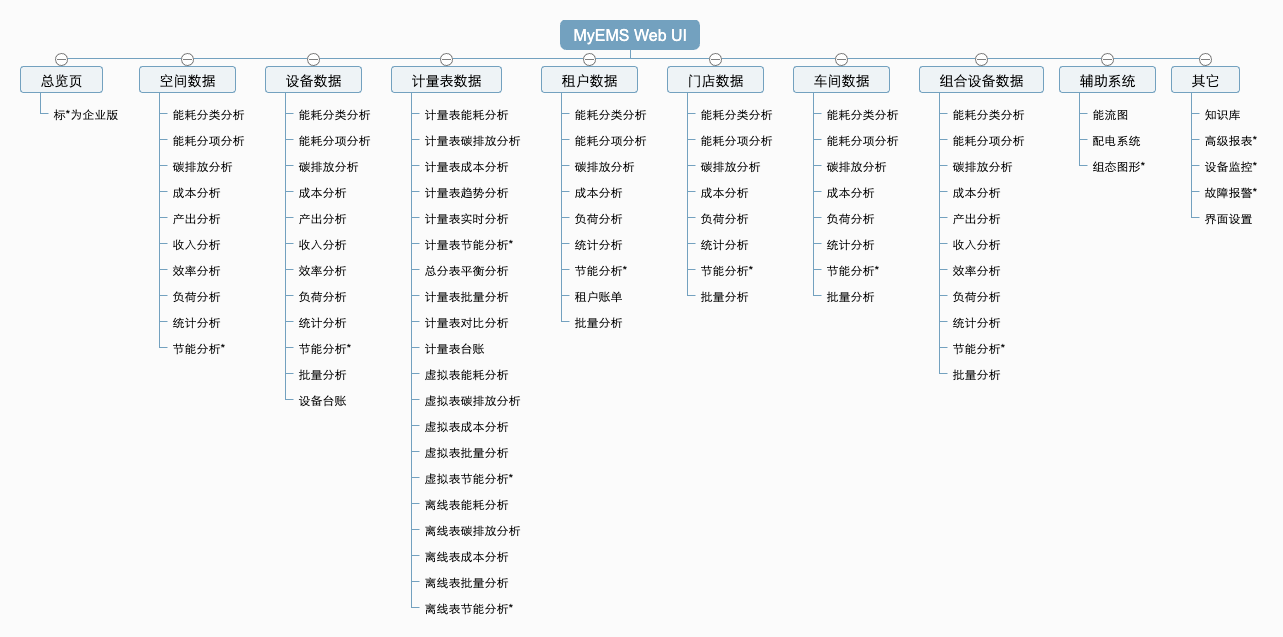 MyEMS Web UI
总览页
标*为企业版
空间数据
能耗分类分析
能耗分项分析
碳排放分析
成本分析
产出分析
收入分析
效率分析
负荷分析
统计分析
节能分析*
设备数据
能耗分类分析
能耗分项分析
碳排放分析
成本分析
产出分析
收入分析
效率分析
负荷分析
统计分析
节能分析*
批量分析
设备台账
计量表数据
计量表能耗分析
计量表碳排放分析
计量表成本分析
计量表趋势分析
计量表实时分析
计量表节能分析*
总分表平衡分析
计量表批量分析
计量表对比分析
计量表台账
虚拟表能耗分析
虚拟表碳排放分析
虚拟表成本分析
虚拟表批量分析
虚拟表节能分析*
离线表能耗分析
离线表碳排放分析
离线表成本分析
离线表批量分析
离线表节能分析*
租户数据
能耗分类分析
能耗分项分析
碳排放分析
成本分析
负荷分析
统计分析
节能分析*
租户账单
批量分析
门店数据
能耗分类分析
能耗分项分析
碳排放分析
成本分析
负荷分析
统计分析
节能分析*
批量分析
车间数据
能耗分类分析
能耗分项分析
碳排放分析
成本分析
负荷分析
统计分析
节能分析*
批量分析
组合设备数据
能耗分类分析
能耗分项分析
碳排放分析
成本分析
产出分析
收入分析
效率分析
负荷分析
统计分析
节能分析*
批量分析
辅助系统
能流图
配电系统
组态图形*
其它
知识库
高级报表*
设备监控*
故障报警*
界面设置